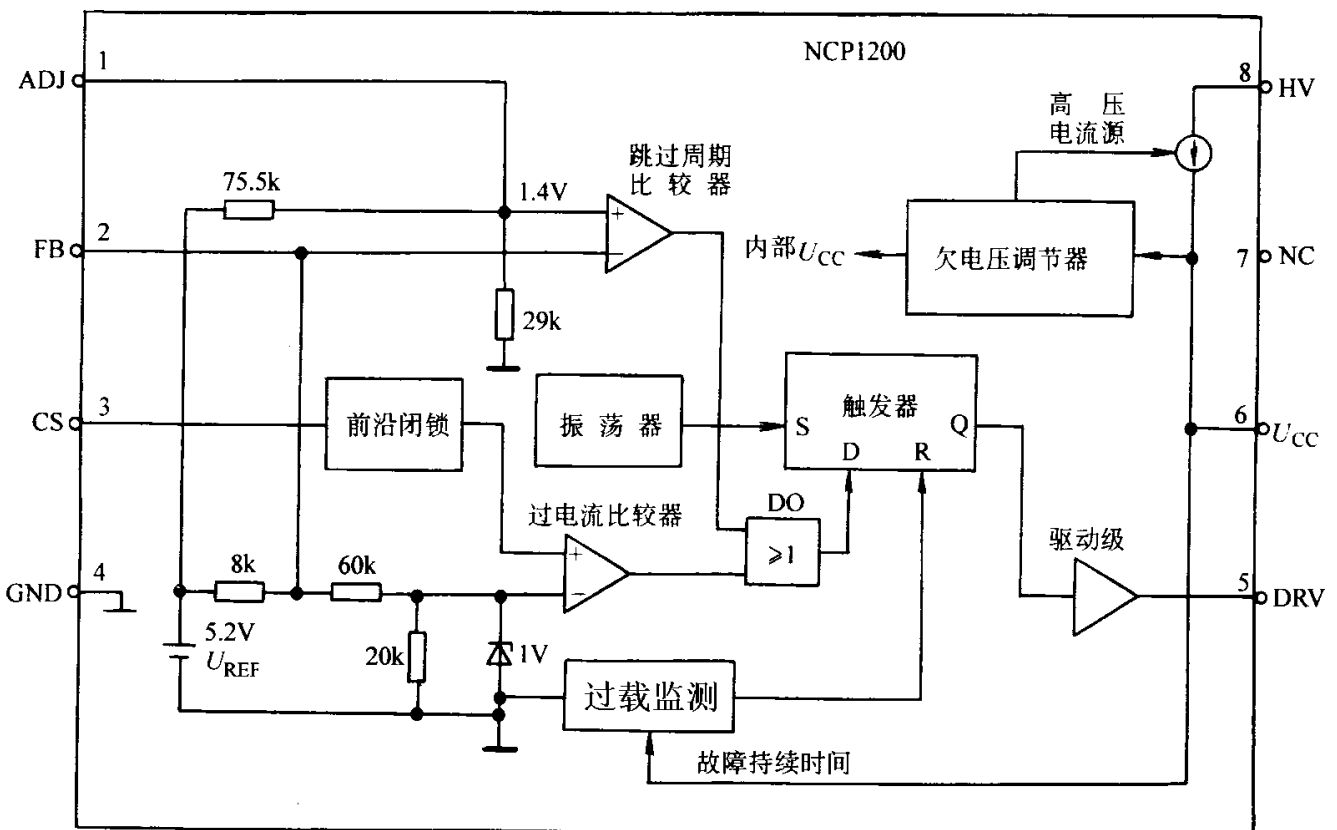 NCP1200
1
ADJ
8
HV
高 压
电流源
跳过周期
比 较 器
75.5k
1.4V
+
−
2
FB
内部UCC
欠电压调节器
7
NC
29k
3
CS
前沿闭锁
振 荡 器
触发器
S
Q
D
R
6
UCC
过电流比较器
DO
≥1
+
−
驱动级
4
GND
8k
60k
5
DRV
5.2V
UREF
20k
1V
过载监测
故障持续时间